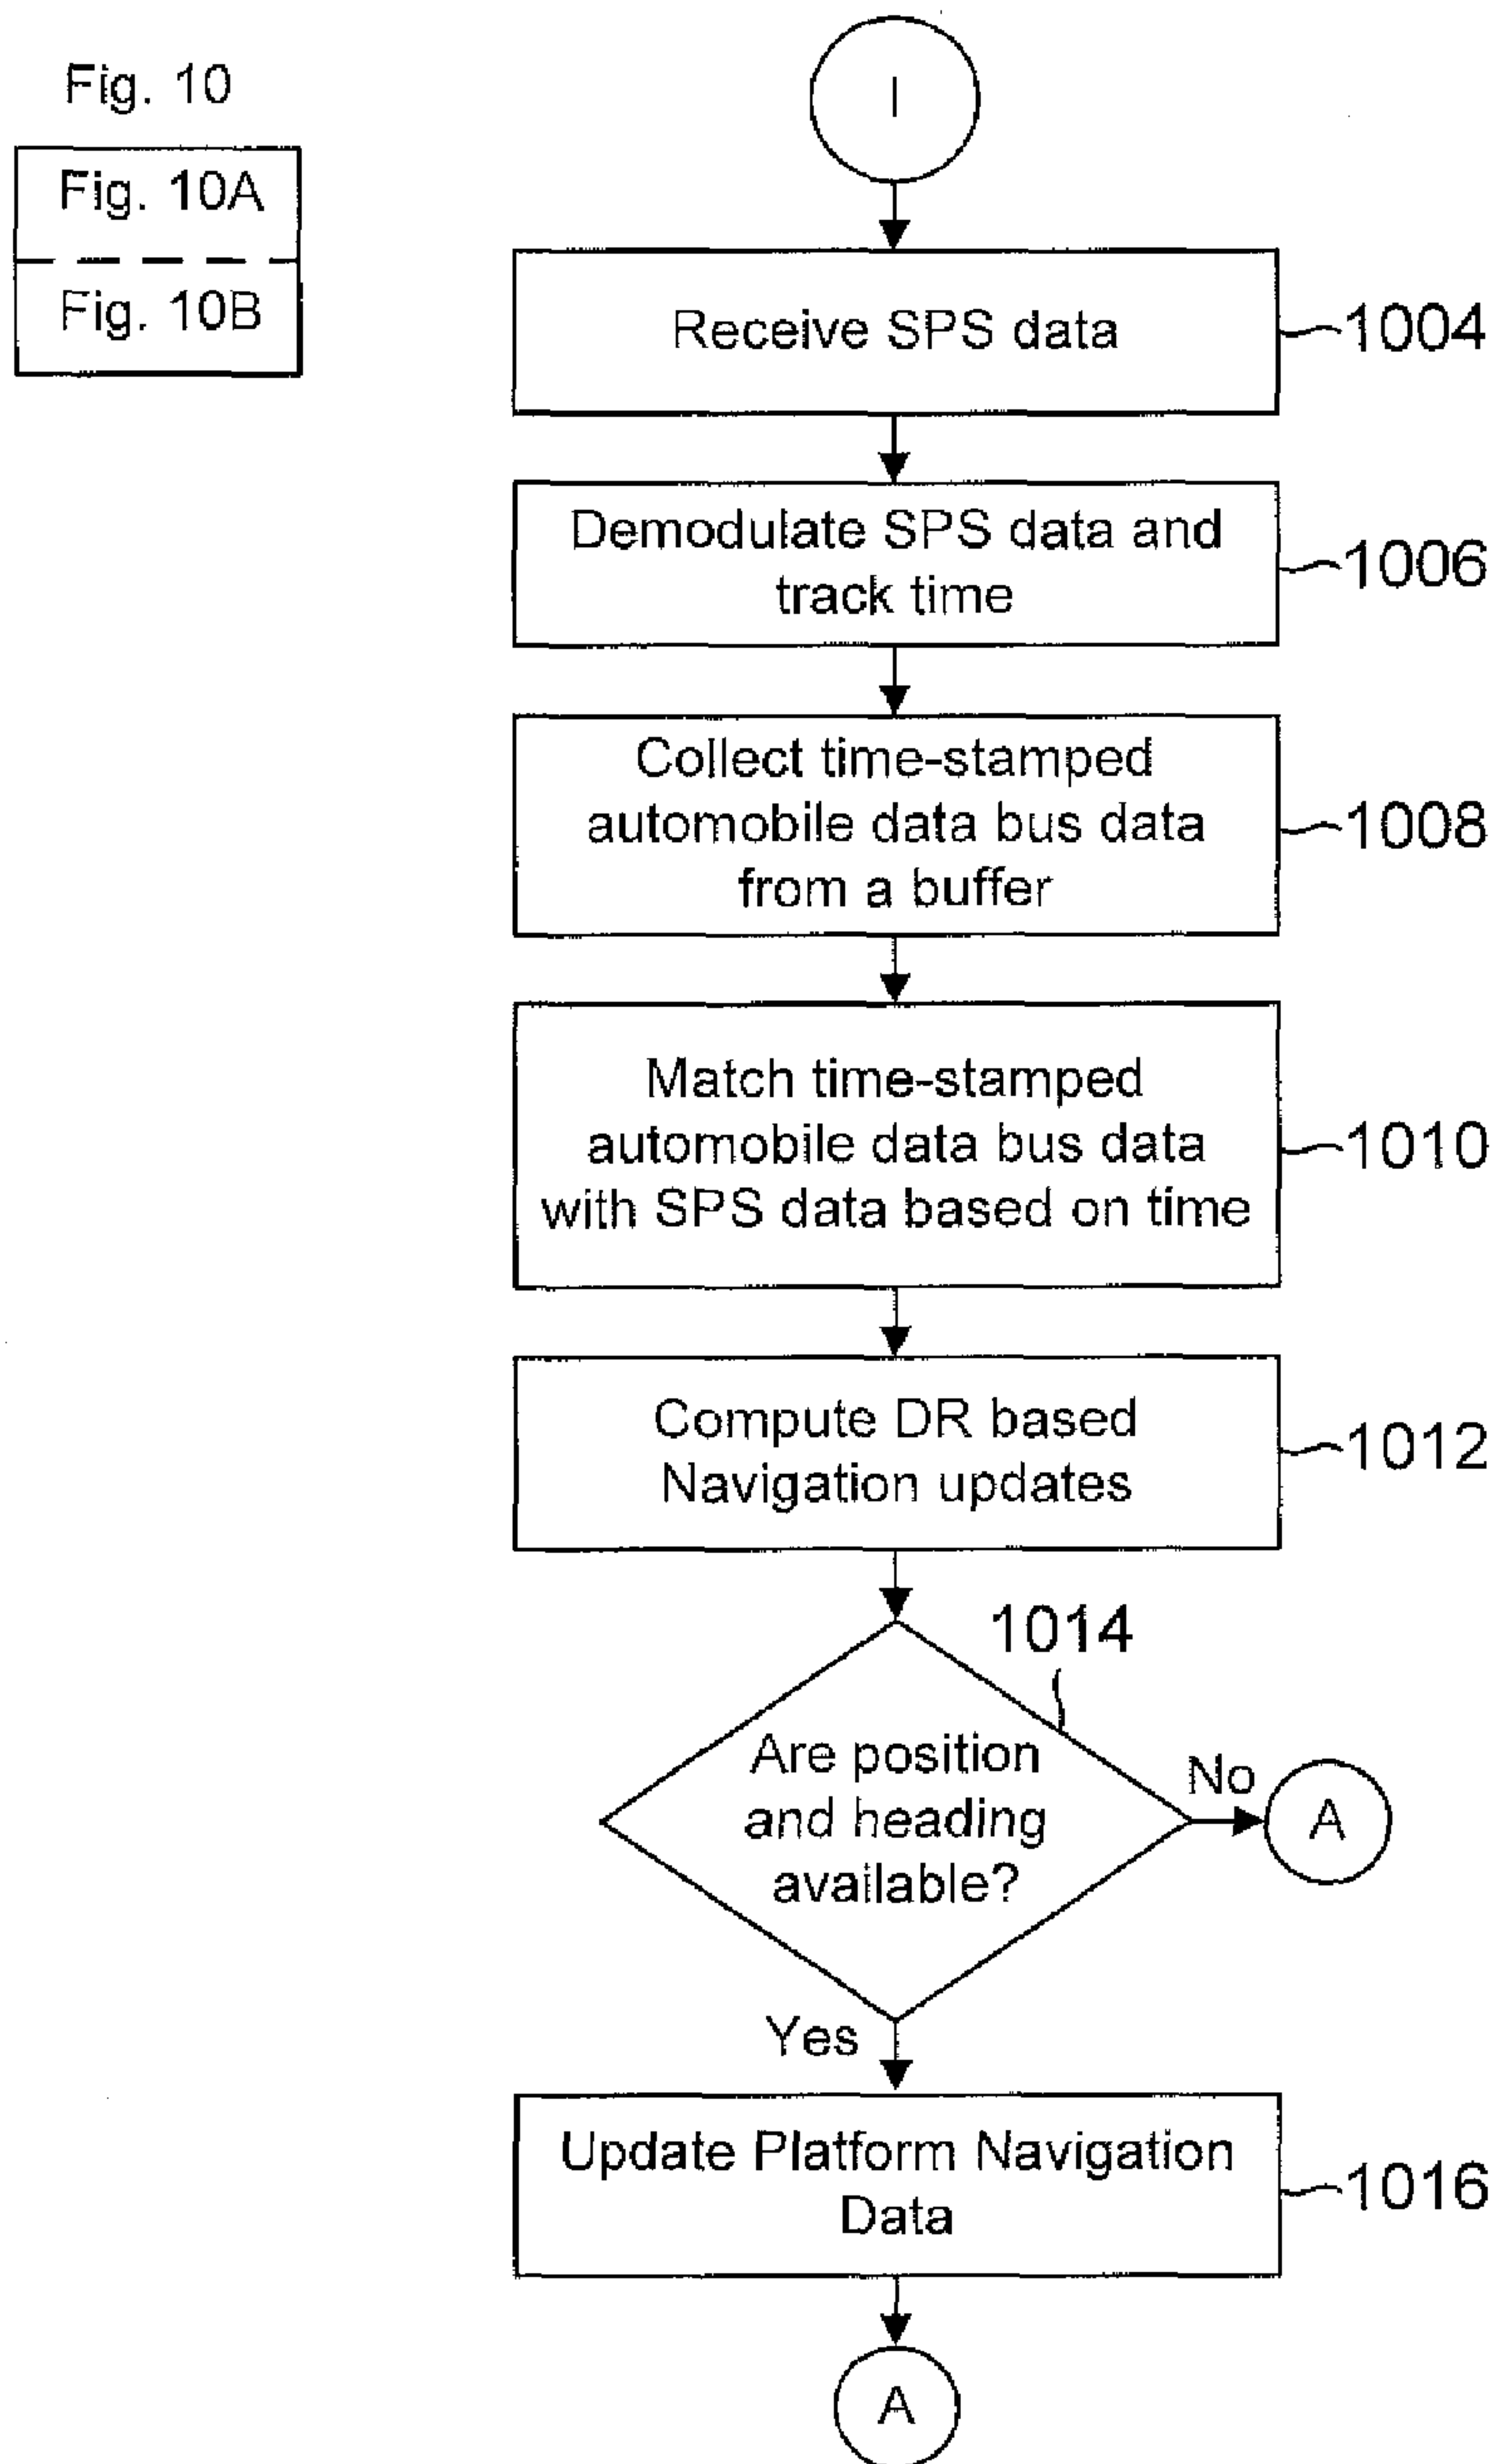 Fig. 10
Fig. 10A
Fig. 10B
I
Receive SPS data
1004
Demodulate SPS data and
track time
1006
Collect time-stamped
automobile data bus data
from a buffer
1008
Match time-stamped
automobile data bus data
with SPS data based on time
1010
Compute DR based
Navigation updates
1012
1014
Are position
and heading
available?
No
A
Yes
Update Platform Navigation
Data
1016
A